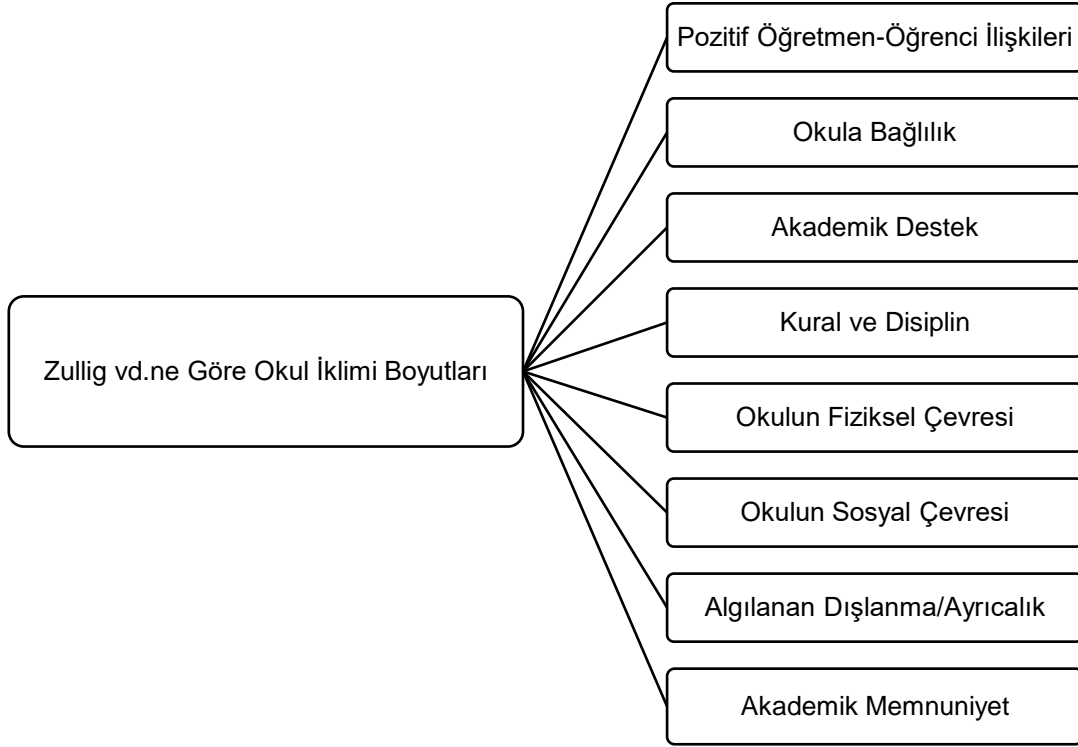 Zullig vd.ne Göre Okul İklimi Boyutları
Pozitif Öğretmen-Öğrenci İlişkileri
Okula Bağlılık
Akademik Destek
Kural ve Disiplin
Okulun Fiziksel Çevresi
Okulun Sosyal Çevresi
Algılanan Dışlanma/Ayrıcalık
Akademik Memnuniyet